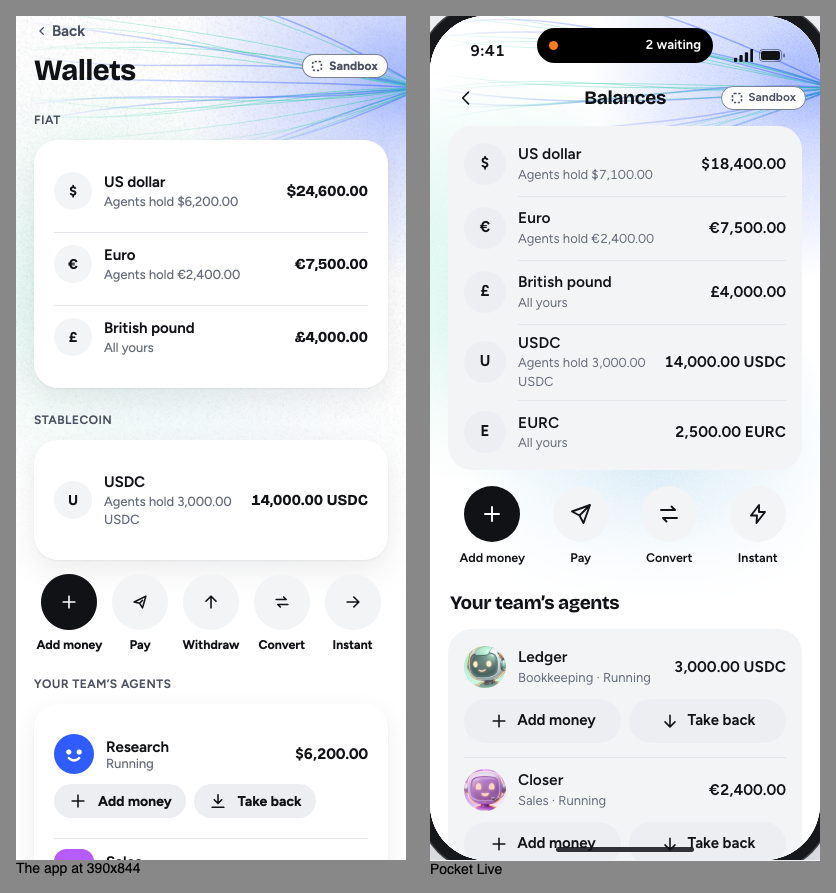 Back
Wallets
Sandbox
FIAT
$
US dollar
Agents hold $6,200.00
$24,600.00
€
Euro
Agents hold €2,400.00
€7,500.00
£
British pound
All yours
£4,000.00
STABLECOIN
U
USDC
Agents hold 3,000.00
USDC
14,000.00 USDC
Add money
Pay
Withdraw
Convert
Instant
YOUR TEAM'S AGENTS
Research
Running
$6,200.00
Add money
Take back
Sales
The app at 390x844
9:41
2 waiting
Balances
Sandbox
$
US dollar
Agents hold $7,100.00
$18,400.00
€
Euro
Agents hold €2,400.00
€7,500.00
£
British pound
All yours
£4,000.00
U
USDC
Agents hold 3,000.00
USDC
14,000.00 USDC
E
EURC
All yours
2,500.00 EURC
Add money
Pay
Convert
Instant
Your team's agents
Ledger
Bookkeeping · Running
3,000.00 USDC
Add money
Take back
Closer
Sales · Running
€2,400.00
Add money
Take back
Pocket Live